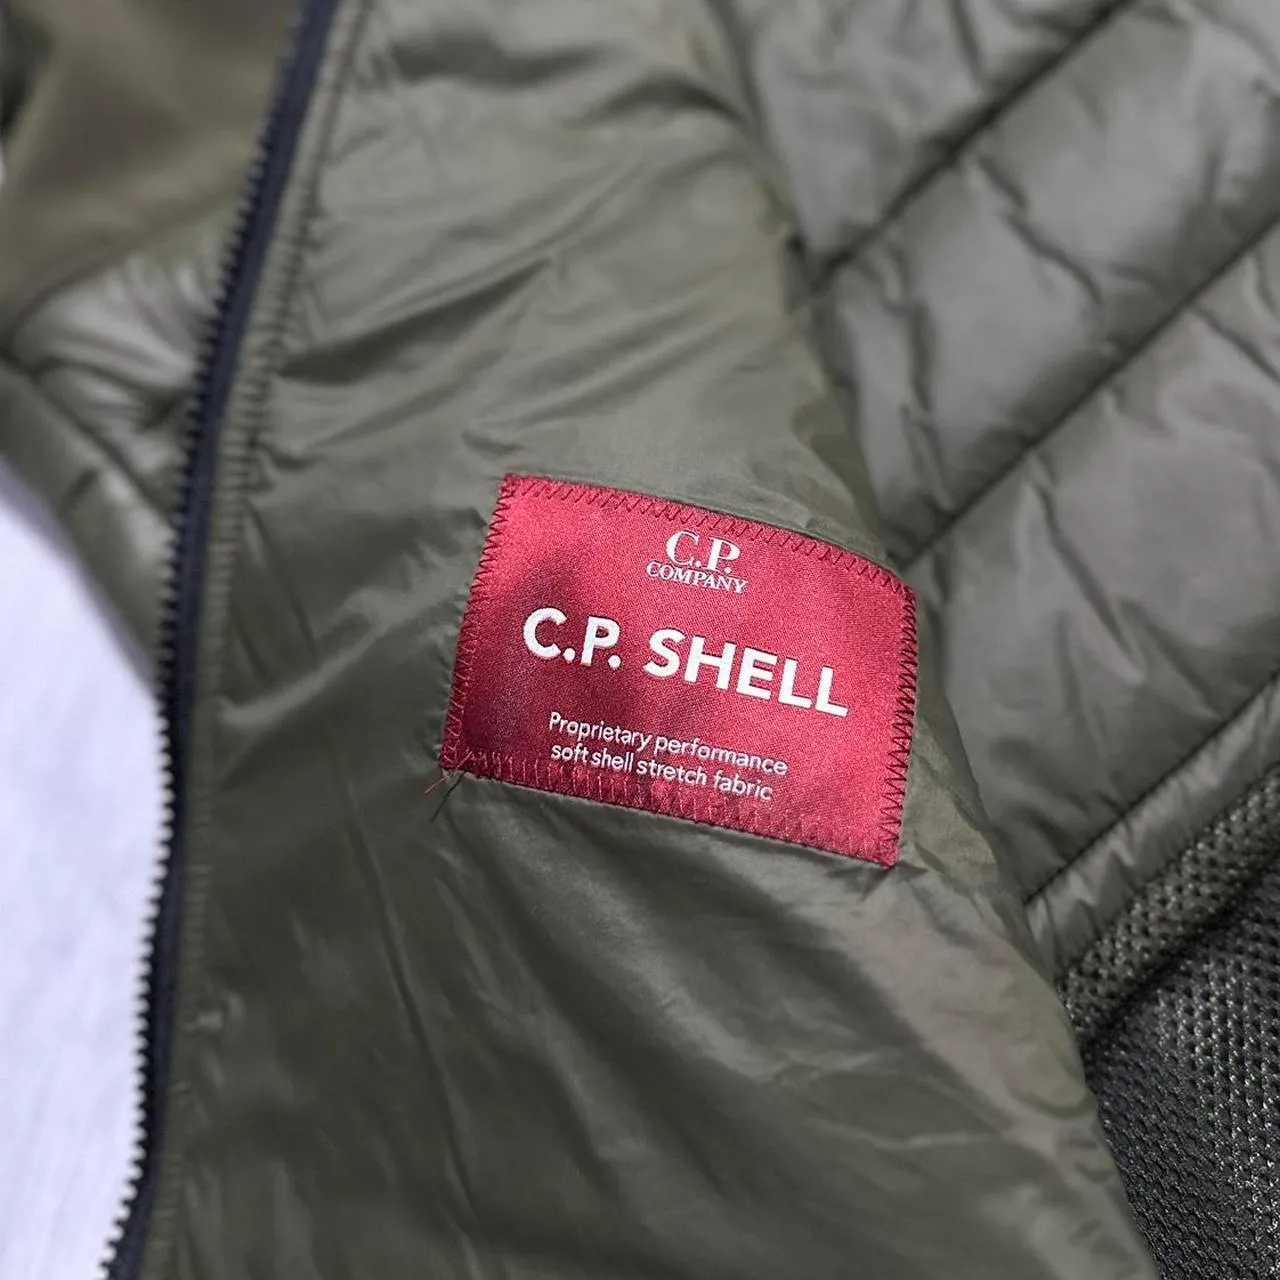 C.P.
COMPANY
C.P. SHELL
Proprietary performance
soft shell stretch fabric